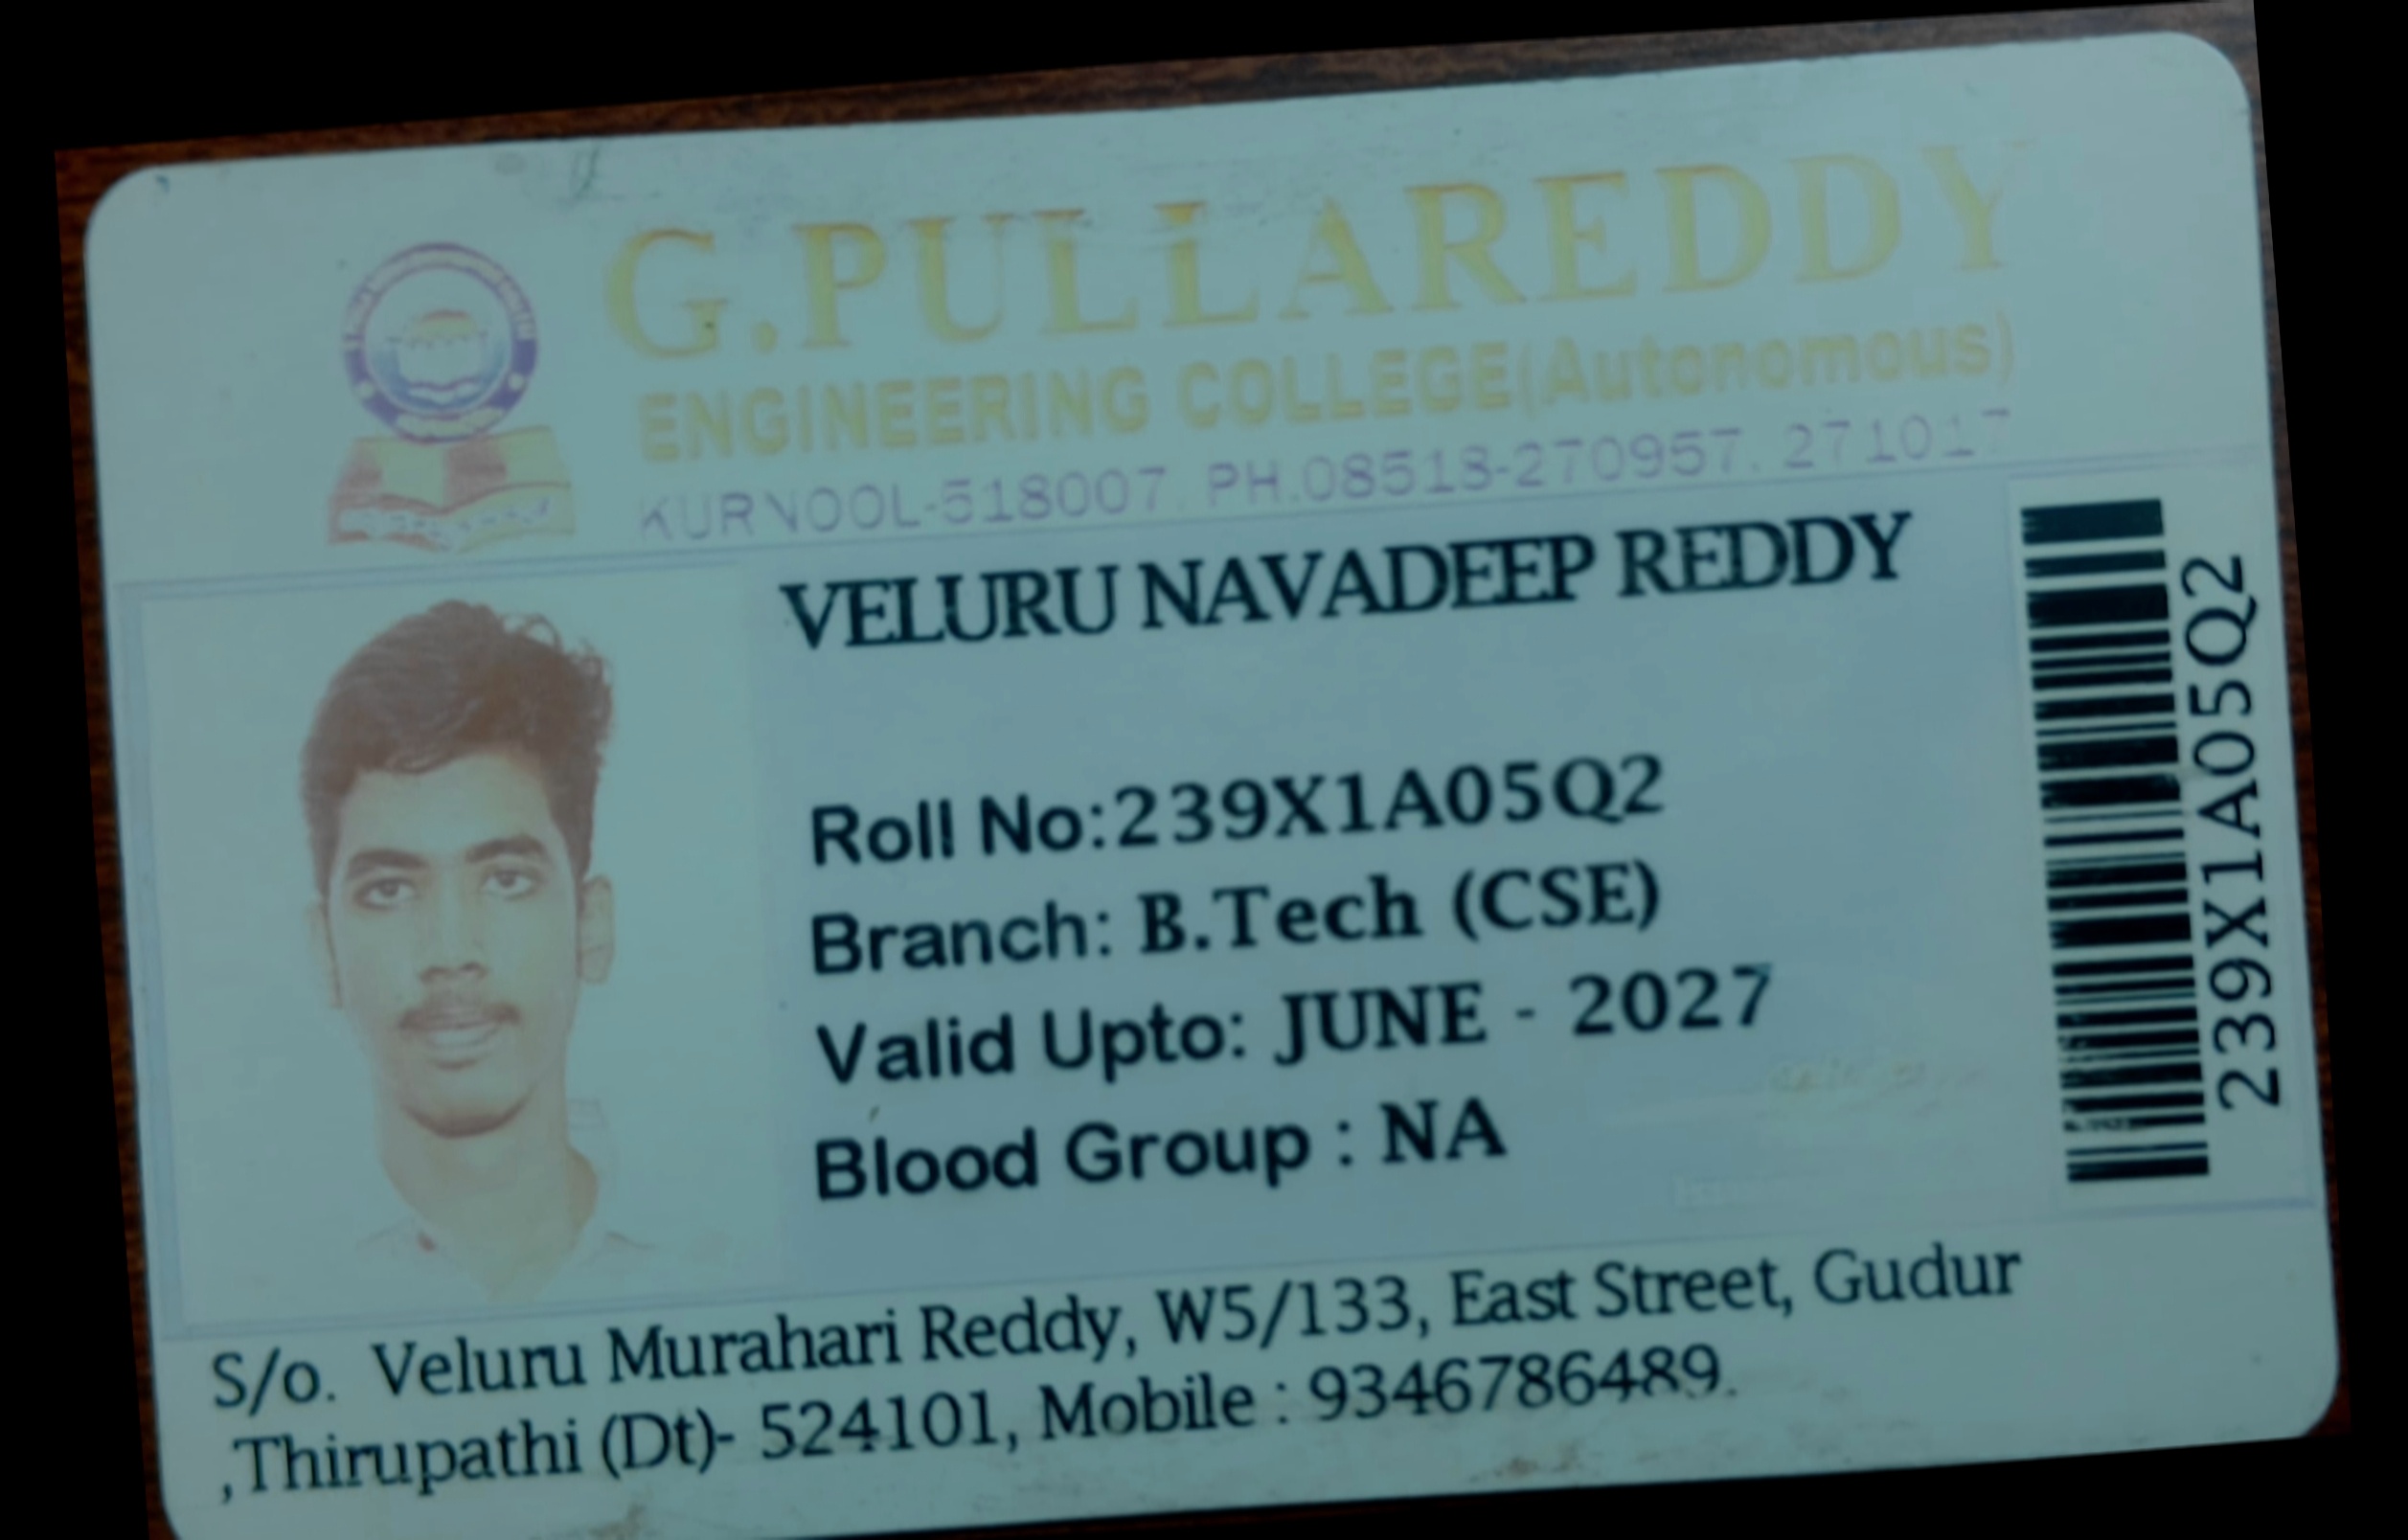 G.PULLAREDDY
ENGINEERING COLLEGE(Autonomous)
KURNOOL-518007. PH.08518-270957. 271017
VELURU NAVADEEP REDDY
Roll No:239X1A05Q2
Branch: B.Tech (CSE)
Valid Upto: JUNE - 2027
Blood Group : NA
239X1A05Q2
S/o. Veluru Murahari Reddy, W5/133, East Street, Gudur
,Thirupathi (Dt)- 524101, Mobile : 9346786489.